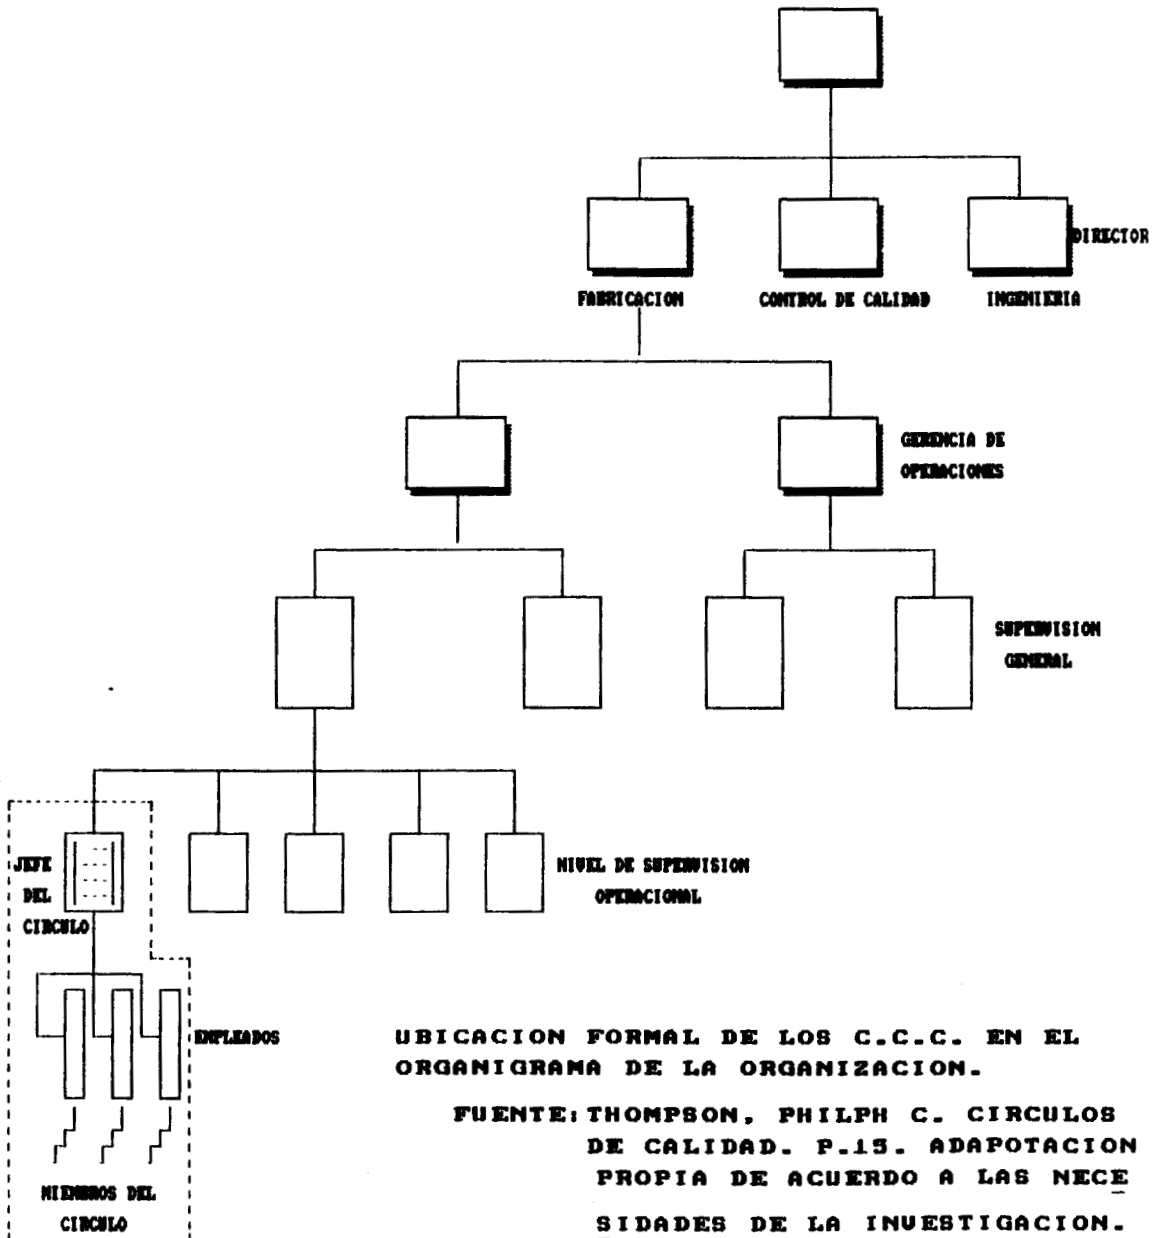 DIRECTOR
FABRICACION
CONTROL DE CALIDAD
INGENIERIA
GERENCIA DE
OPERACIONES
SUPERVISION
GENERAL
JEFE
DEL
CIRCULO
NIVEL DE SUPERVISION
OPERACIONAL
EMPLEADOS
MIEMBROS DEL
CIRCULO
UBICACION FORMAL DE LOS C.C.C. EN EL
ORGANIGRAMA DE LA ORGANIZACION.
FUENTE: THOMPSON, PHILPH C. CIRCULOS
DE CALIDAD. P.15. ADAPOTACION
PROPIA DE ACUERDO A LAS NECE
SIDADES DE LA INVESTIGACION.